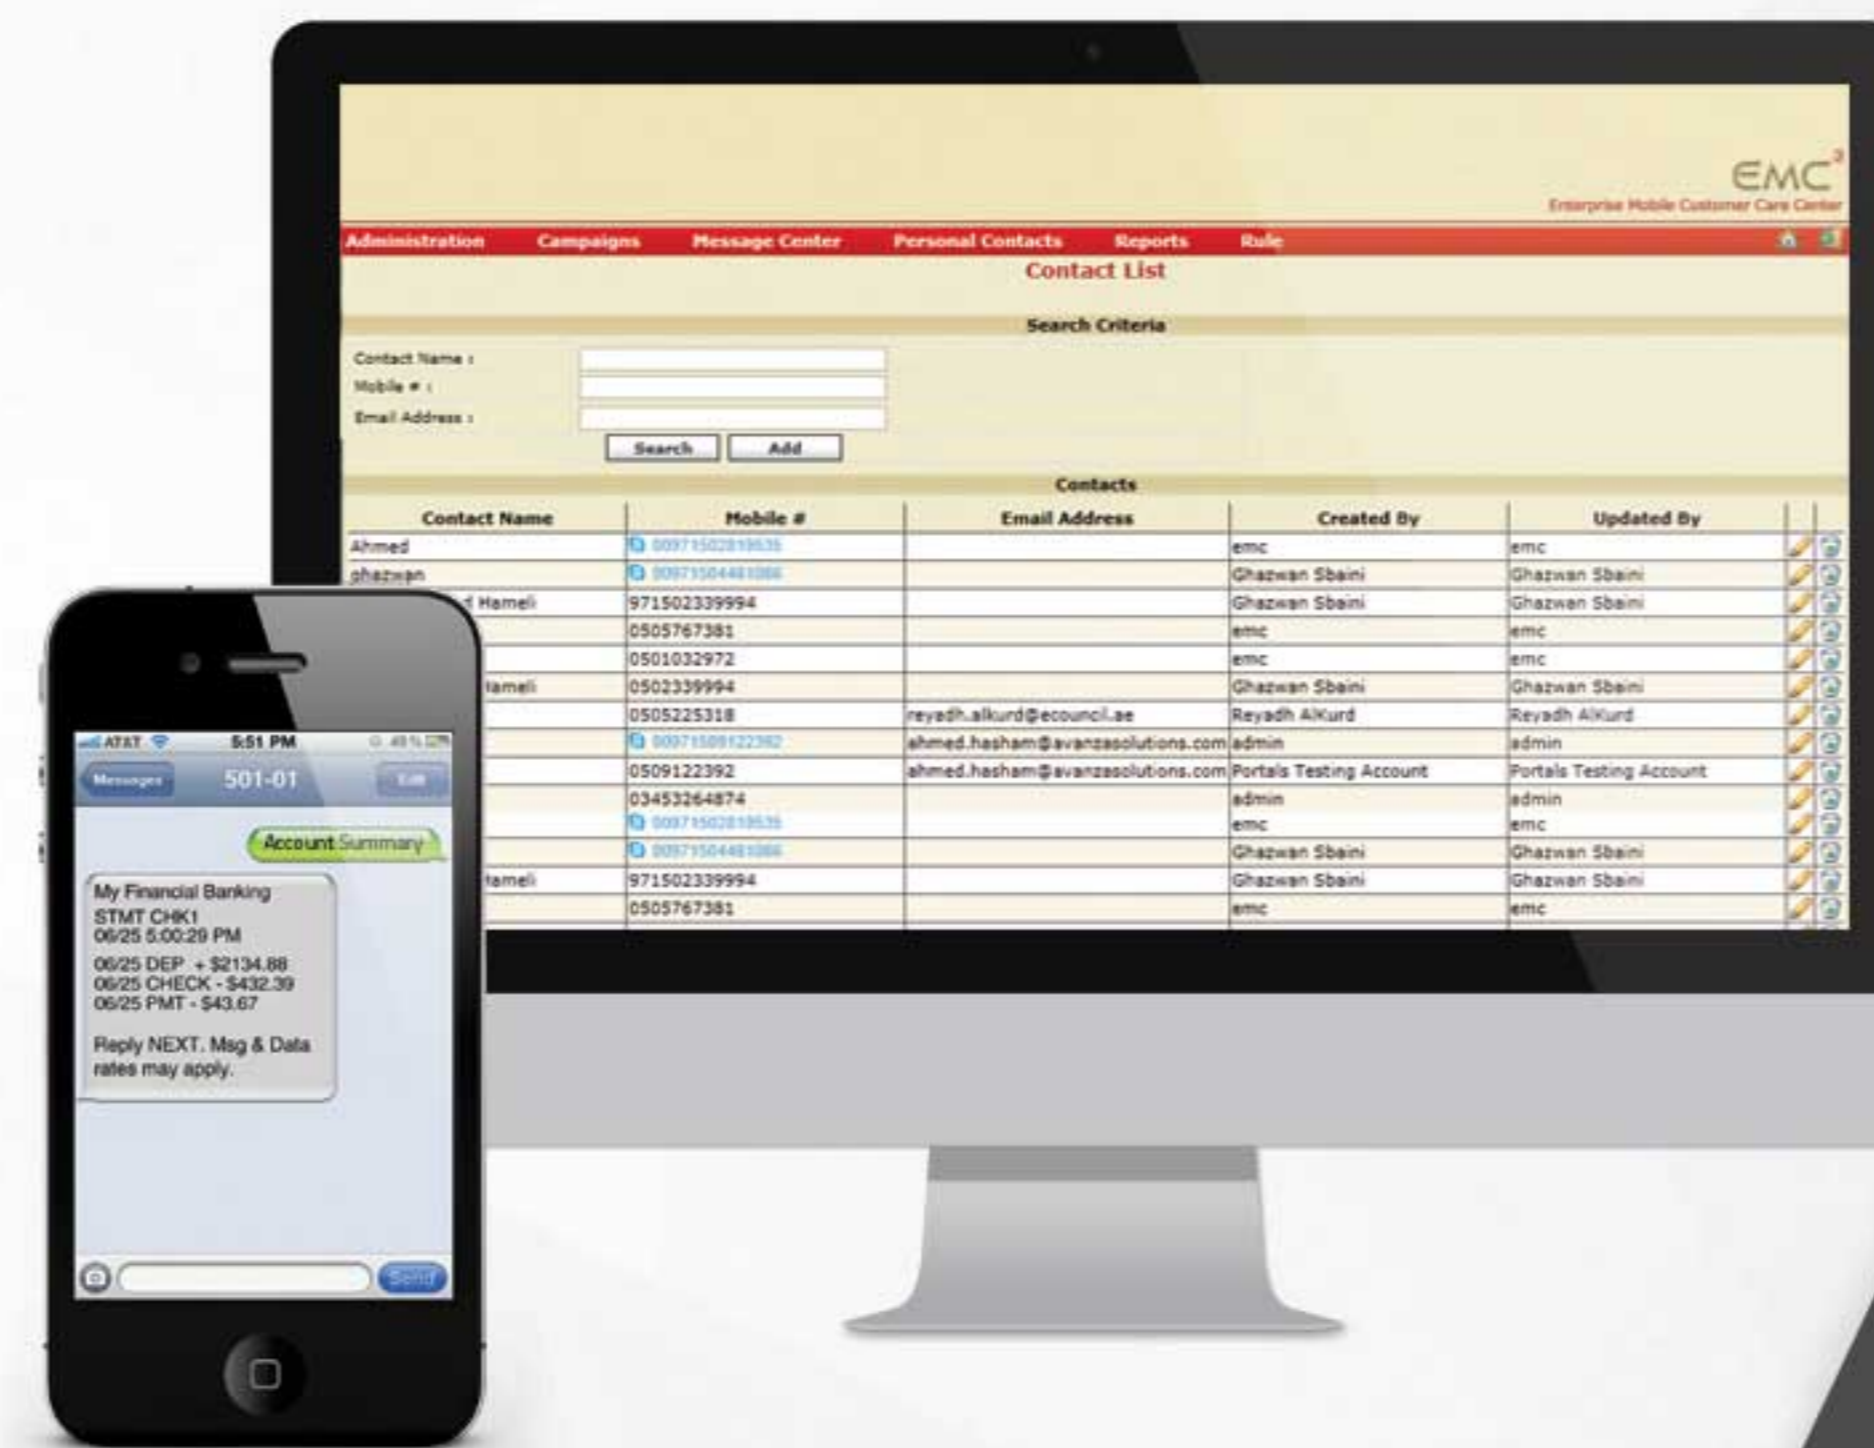 EMC3
Enterprise Mobile Customer Care Center
Administration Campaigns Message Center Personal Contacts Reports Rule
Contact List
Search Criteria
Contact Name :
Mobile # :
Email Address :
Search Add
Contacts
Contact Name Mobile # Email Address Created By Updated By
Ahmed emc emc
ghazwan Ghazwan Sbaini Ghazwan Sbaini
Hameli 971502339994 Ghazwan Sbaini Ghazwan Sbaini
0505767381 emc emc
0501032972 emc emc
0502339994 Ghazwan Sbaini Ghazwan Sbaini
0505225318 reyadh.alkurd@ecouncil.ae Reyadh AlKurd Reyadh AlKurd
ahmed.hasham@avanzasolutions.com admin admin
0509122392 ahmed.hasham@avanzasolutions.com Portals Testing Account Portals Testing Account
03453264874 admin admin
emc emc
Ghazwan Sbaini Ghazwan Sbaini
971502339994 Ghazwan Sbaini Ghazwan Sbaini
0505767381 emc emc
AT&T 5:51 PM
Messages 501-01 Edit
Account Summary
My Financial Banking
STMT CHK1
06/25 5:00:29 PM
06/25 DEP + $2134.88
06/25 CHECK - $432.39
06/25 PMT - $43.67
Reply NEXT. Msg & Data
rates may apply.
Send